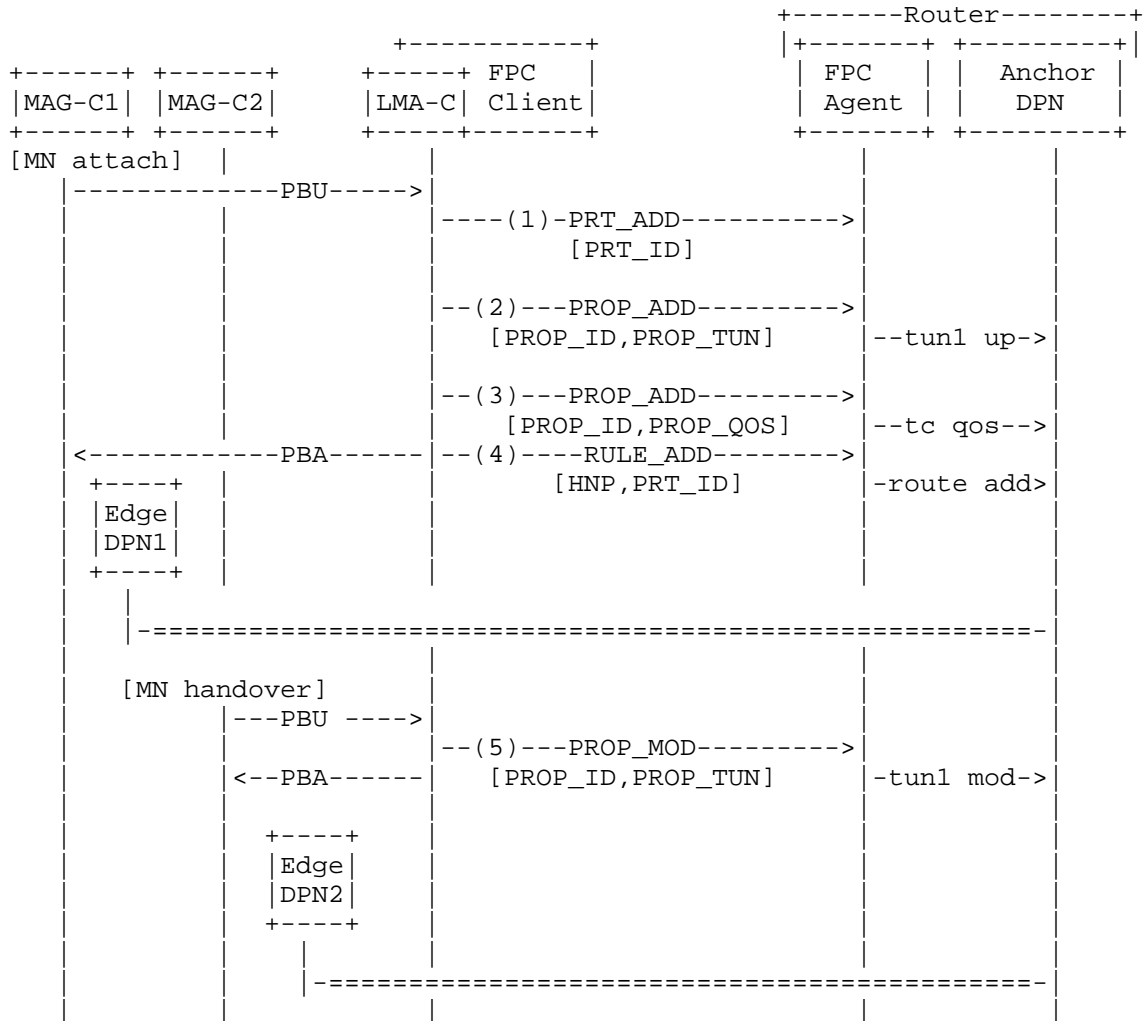 Router
FPC FPC Anchor
MAG-C1 MAG-C2 LMA-C Client Agent DPN
[MN attach]
PBU
(1)-PRT_ADD
[PRT_ID]
(2)---PROP_ADD
[PROP_ID,PROP_TUN] --tun1 up->
(3)---PROP_ADD
[PROP_ID,PROP_QOS] --tc qos-->
PBA (4)----RULE_ADD
[HNP,PRT_ID] -route add>
Edge
DPN1
[MN handover]
PBU
(5)---PROP_MOD
PBA [PROP_ID,PROP_TUN] -tun1 mod->
Edge
DPN2